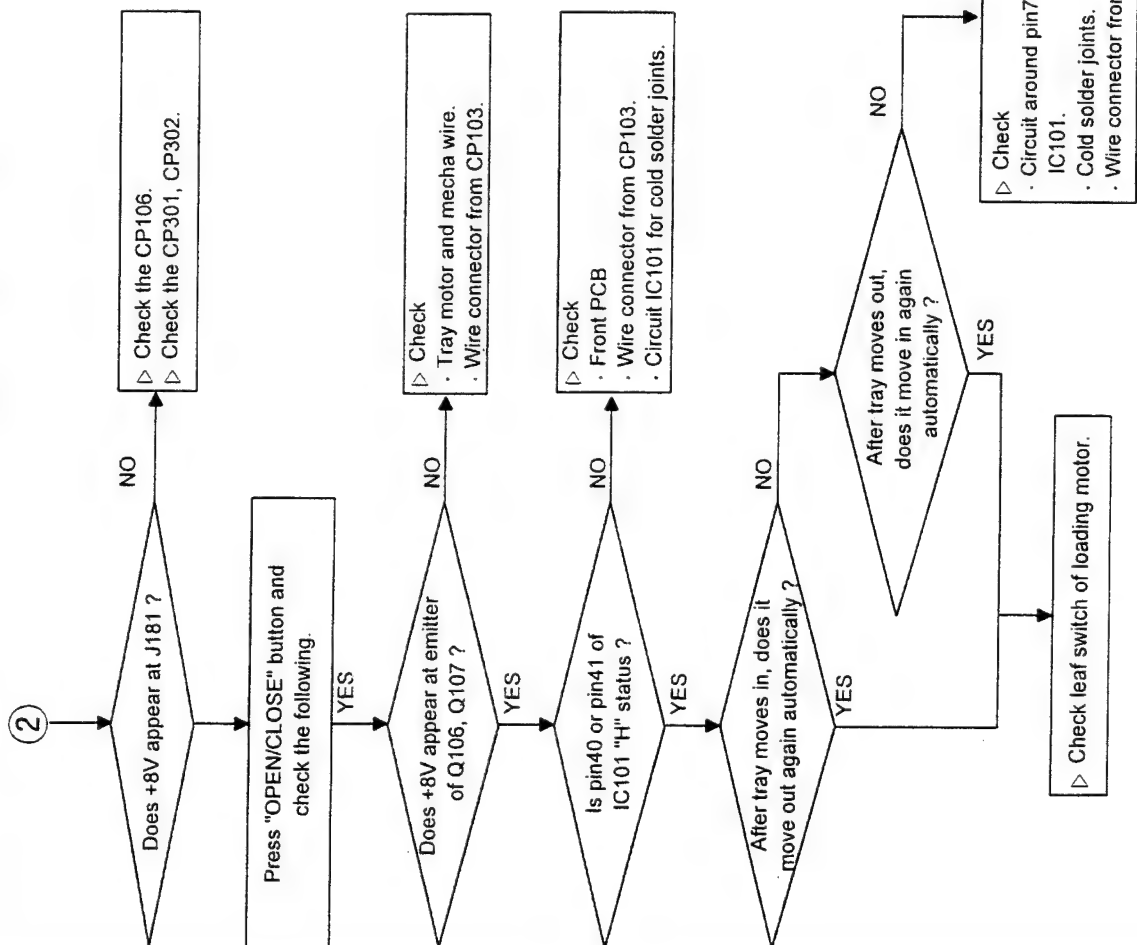 2
Does +8V appear at J181 ?
NO
▷ Check the CP106.
▷ Check the CP301, CP302.
Press "OPEN/CLOSE" button and
check the following.
YES
Does +8V appear at emitter
of Q106, Q107 ?
NO
▷ Check
· Tray motor and mecha wire.
· Wire connector from CP103.
YES
Is pin40 or pin41 of
IC101 "H" status ?
NO
▷ Check
· Front PCB
· Wire connector from CP103.
· Circuit IC101 for cold solder joints.
YES
After tray moves in, does it
move out again automatically ?
NO
After tray moves out,
does it move in again
automatically ?
NO
▷ Check
· Circuit around pin7
IC101.
· Cold solder joints.
· Wire connector
YES
YES
▷ Check leaf switch of loading motor.